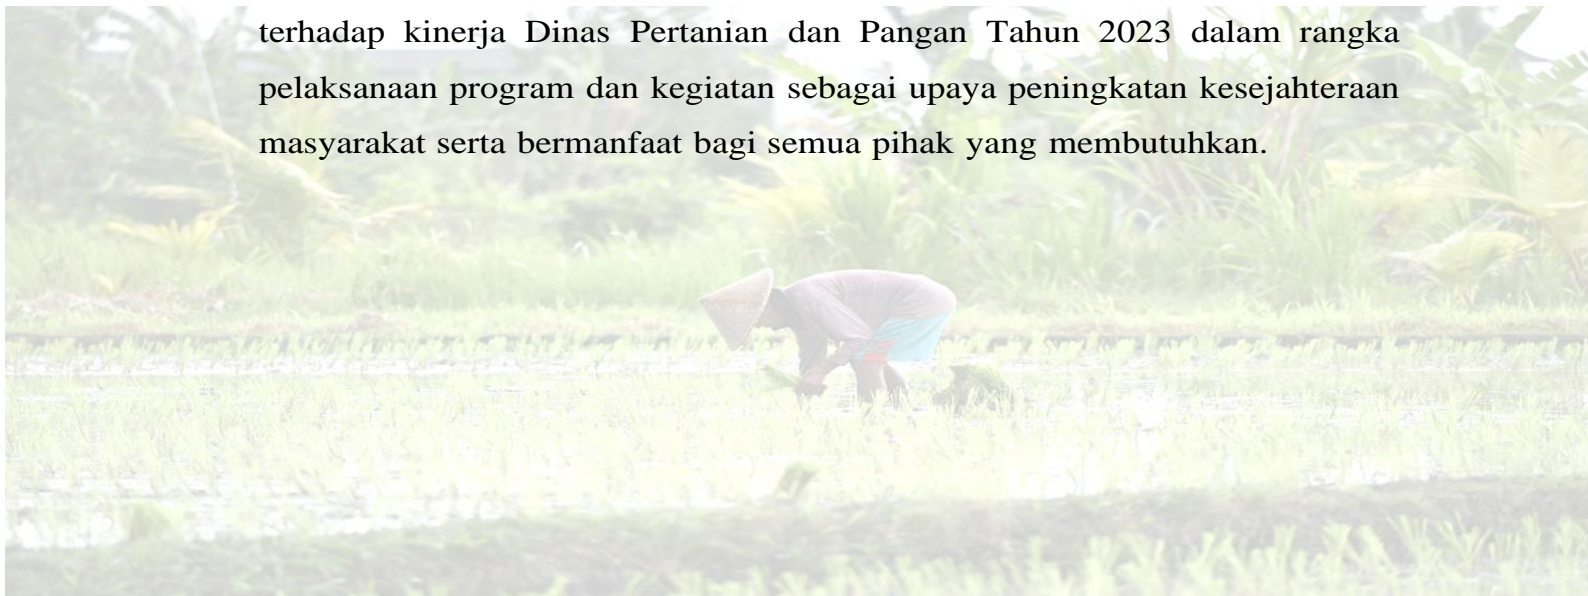 terhadap kinerja Dinas Pertanian dan Pangan Tahun 2023 dalam rangka
pelaksanaan program dan kegiatan sebagai upaya peningkatan kesejahteraan
masyarakat serta bermanfaat bagi semua pihak yang membutuhkan.